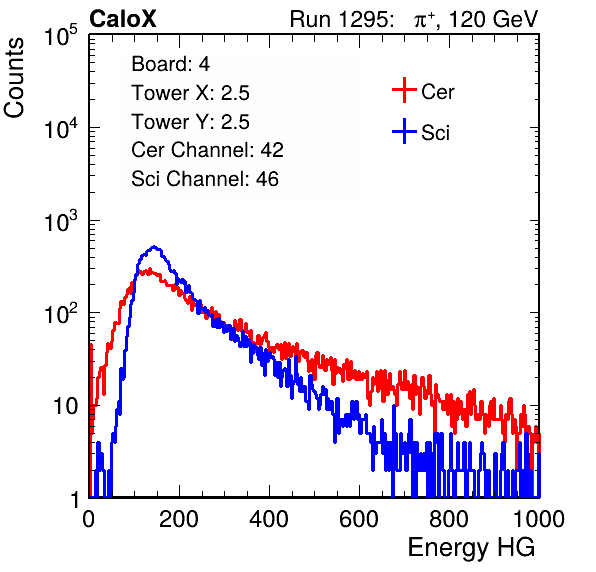 CaloX Run 1295: π⁺, 120 GeV
Counts
10⁵
10⁴
10³
10²
10
1
Board: 4
Tower X: 2.5
Tower Y: 2.5
Cer Channel: 42
Sci Channel: 46
Cer
Sci
0 200 400 600 800 1000
Energy HG